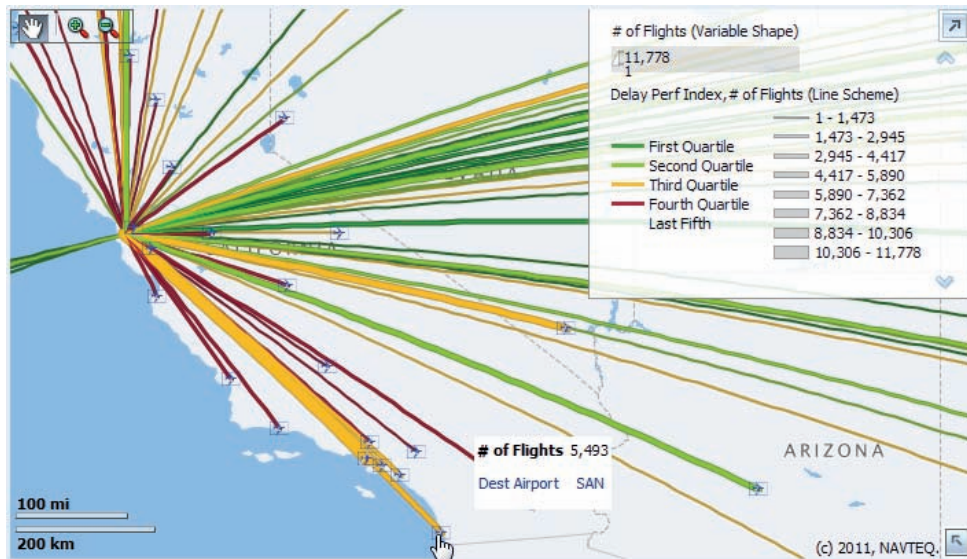 # of Flights (Variable Shape)
11,778
1
Delay Perf Index, # of Flights (Line Scheme)
First Quartile
Second Quartile
Third Quartile
Fourth Quartile
Last Fifth
1 - 1,473
1,473 - 2,945
2,945 - 4,417
4,417 - 5,890
5,890 - 7,362
7,362 - 8,834
8,834 - 10,306
10,306 - 11,778
CALIFORNIA
# of Flights 5,493
Dest Airport SAN
ARIZONA
100 mi
200 km
(c) 2011, NAVTEQ.